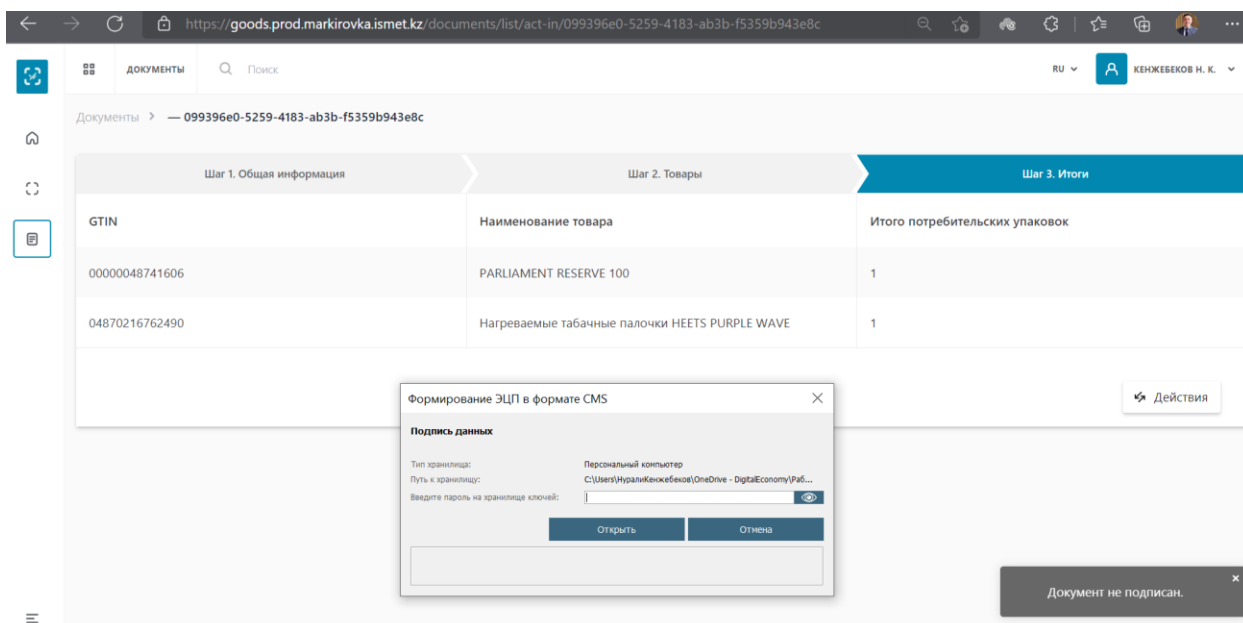 https://goods.prod.markirovka.ismet.kz/documents/list/act-in/099396e0-5259-4183-ab3b-f5359b943e8c
ДОКУМЕНТЫ Поиск RU КЕНЖЕБЕКОВ Н. К.
Документы > — 099396e0-5259-4183-ab3b-f5359b943e8c
Шаг 1. Общая информация Шаг 2. Товары Шаг 3. Итоги
GTIN Наименование товара Итого потребительских упаковок
00000048741606 PARLIAMENT RESERVE 100 1
04870216762490 Нагреваемые табачные палочки HEETS PURPLE WAVE 1
Действия
Формирование ЭЦП в формате CMS
Подпись данных
Тип хранилища: Персональный компьютер
Путь к хранилищу: C:\Users\НуралиКенжебеков\OneDrive - DigitalEconomy\Раб...
Введите пароль на хранилище ключей:
Открыть Отмена
Документ не подписан.